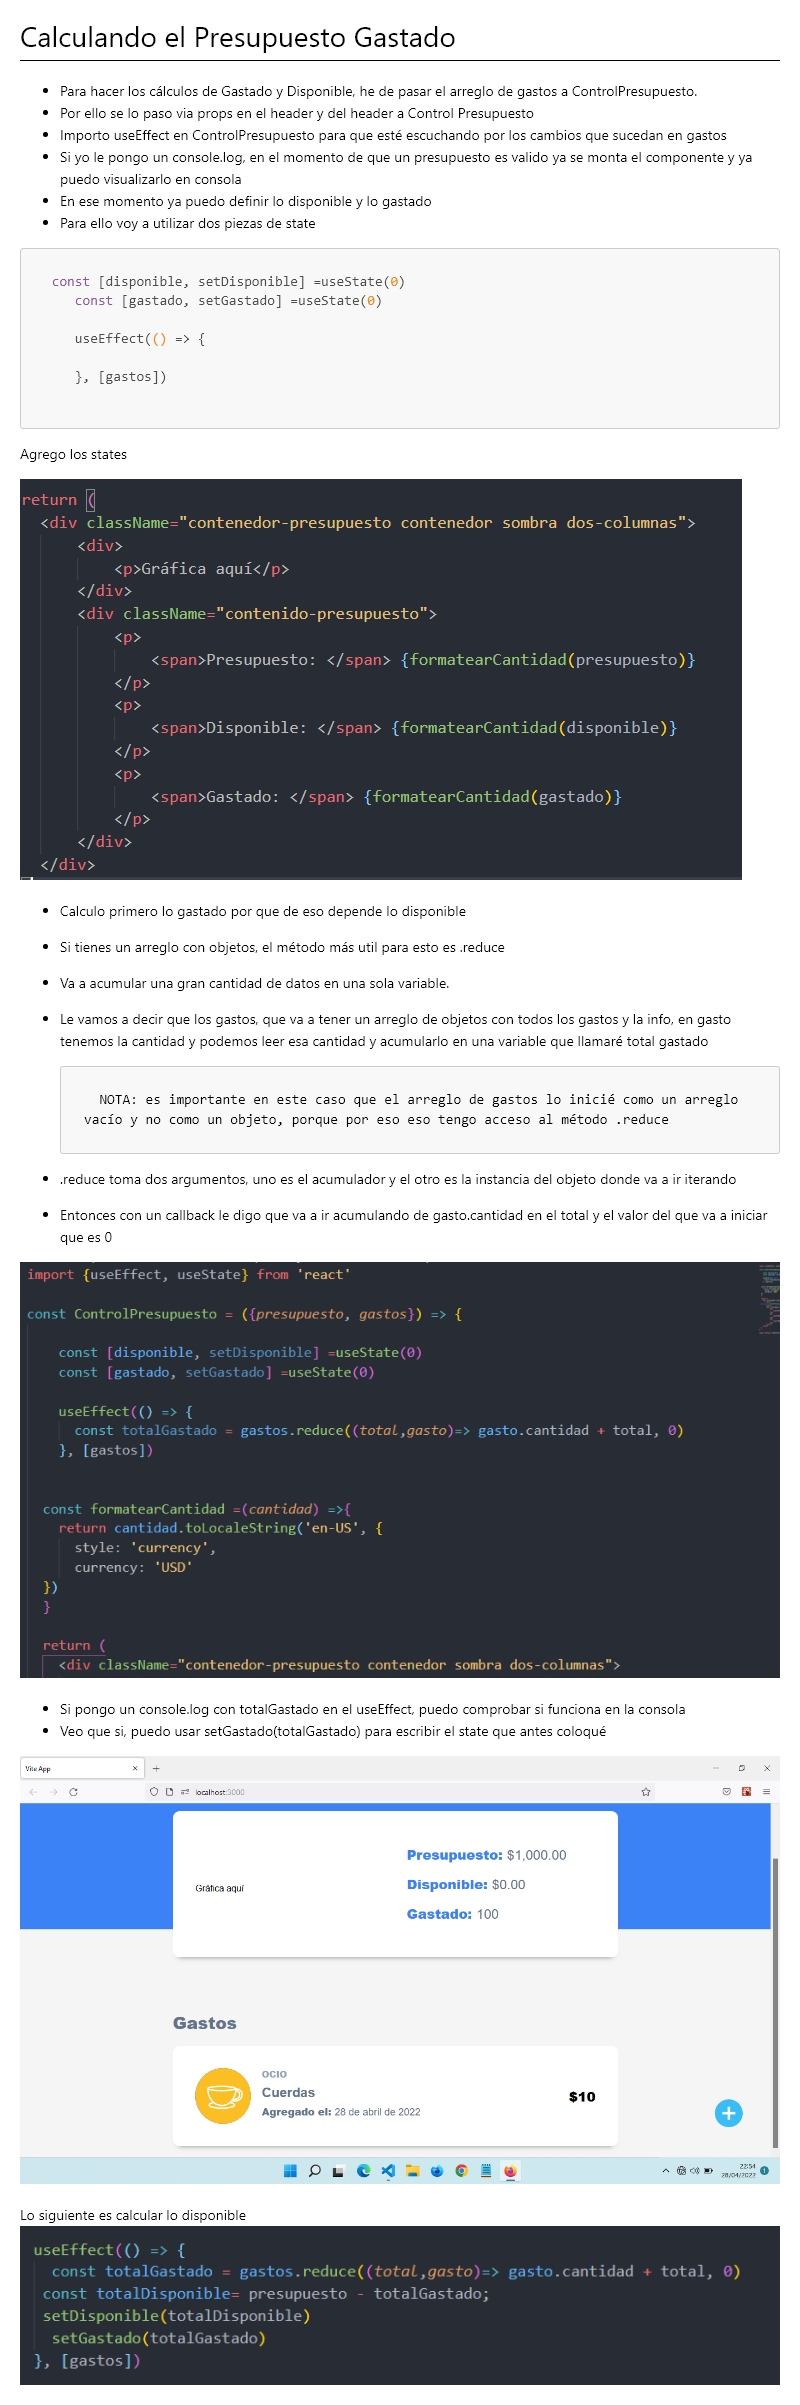 Calculando el Presupuesto Gastado
Para hacer los cálculos de Gastado y Disponible, he de pasar el arreglo de gastos a ControlPresupuesto.
Por ello se lo paso via props en el header y del header a Control Presupuesto
Importo useEffect en ControlPresupuesto para que esté escuchando por los cambios que sucedan en gastos
Si yo le pongo un console.log, en el momento de que un presupuesto es valido ya se monta el componente y ya
puedo visualizarlo en consola
En ese momento ya puedo definir lo disponible y lo gastado
Para ello voy a utilizar dos piezas de state
const [disponible, setDisponible] =useState(0)
const [gastado, setGastado] =useState(0)
useEffect(() => {
}, [gastos])
Agrego los states
return (
<div className="contenedor-presupuesto contenedor sombra dos-columnas">
<div>
<p>Gráfica aquí</p>
</div>
<div className="contenido-presupuesto">
<p>
<span>Presupuesto: </span> {formatearCantidad(presupuesto)}
</p>
<p>
<span>Disponible: </span> {formatearCantidad(disponible)}
</p>
<p>
<span>Gastado: </span> {formatearCantidad(gastado)}
</p>
</div>
</div>
Calculo primero lo gastado por que de eso depende lo disponible
Si tienes un arreglo con objetos, el método más util para esto es .reduce
Va a acumular una gran cantidad de datos en una sola variable.
Le vamos a decir que los gastos, que va a tener un arreglo de objetos con todos los gastos y la info, en gasto
tenemos la cantidad y podemos leer esa cantidad y acumularlo en una variable que llamaré total gastado
NOTA: es importante en este caso que el arreglo de gastos lo inicié como un arreglo
vacío y no como un objeto, porque por eso eso tengo acceso al método .reduce
.reduce toma dos argumentos, uno es el acumulador y el otro es la instancia del objeto donde va a ir iterando
Entonces con un callback le digo que va a ir acumulando de gasto.cantidad en el total y el valor del que va a iniciar
que es 0
import {useEffect, useState} from 'react'
const ControlPresupuesto = ({presupuesto, gastos}) => {
const [disponible, setDisponible] =useState(0)
const [gastado, setGastado] =useState(0)
useEffect(() => {
const totalGastado = gastos.reduce((total,gasto)=> gasto.cantidad + total, 0)
}, [gastos])
const formatearCantidad =(cantidad) =>{
return cantidad.toLocaleString('en-US', {
style: 'currency',
currency: 'USD'
})
}
return (
<div className="contenedor-presupuesto contenedor sombra dos-columnas">
Si pongo un console.log con totalGastado en el useEffect, puedo comprobar si funciona en la consola
Veo que si, puedo usar setGastado(totalGastado) para escribir el state que antes coloqué
Vite App
localhost:3000
Presupuesto: $1,000.00
Gráfica aquí
Disponible: $0.00
Gastado: 100
Gastos
OCIO
Cuerdas
$10
Agregado el: 28 de abril de 2022
22:54
28/04/2022
Lo siguiente es calcular lo disponible
useEffect(() => {
const totalGastado = gastos.reduce((total,gasto)=> gasto.cantidad + total, 0)
const totalDisponible= presupuesto - totalGastado;
setDisponible(totalDisponible)
setGastado(totalGastado)
}, [gastos])